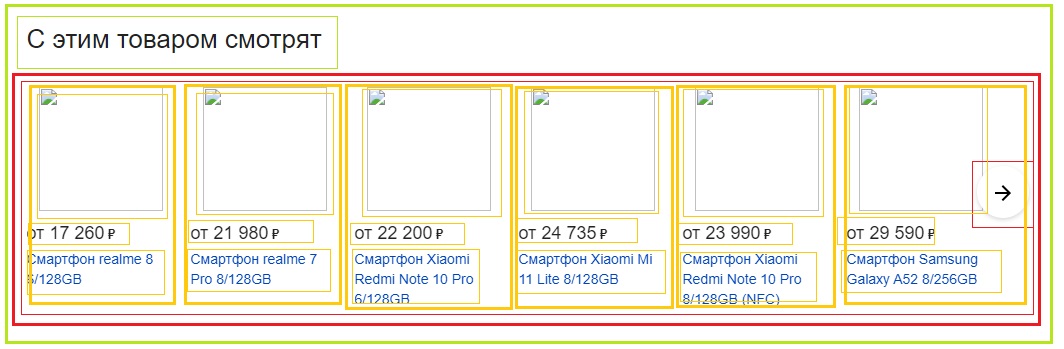 С этим товаром смотрят
от 17 260 ₽
Смартфон realme 8
6/128GB
от 21 980 ₽
Смартфон realme 7
Pro 8/128GB
от 22 200 ₽
Смартфон Xiaomi
Redmi Note 10 Pro
6/128GB
от 24 735 ₽
Смартфон Xiaomi Mi
11 Lite 8/128GB
от 23 990 ₽
Смартфон Xiaomi
Redmi Note 10 Pro
8/128GB (NFC)
от 29 590 ₽
Смартфон Samsung
Galaxy A52 8/256GB